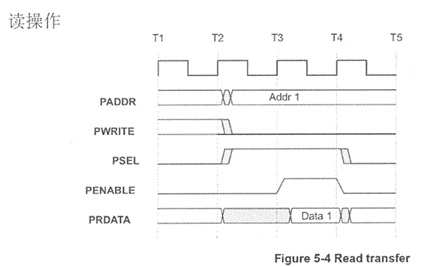 读操作
T1 T2 T3 T4 T5
PADDR Addr 1
PWRITE
PSEL
PENABLE
PRDATA Data 1
Figure 5-4 Read transfer